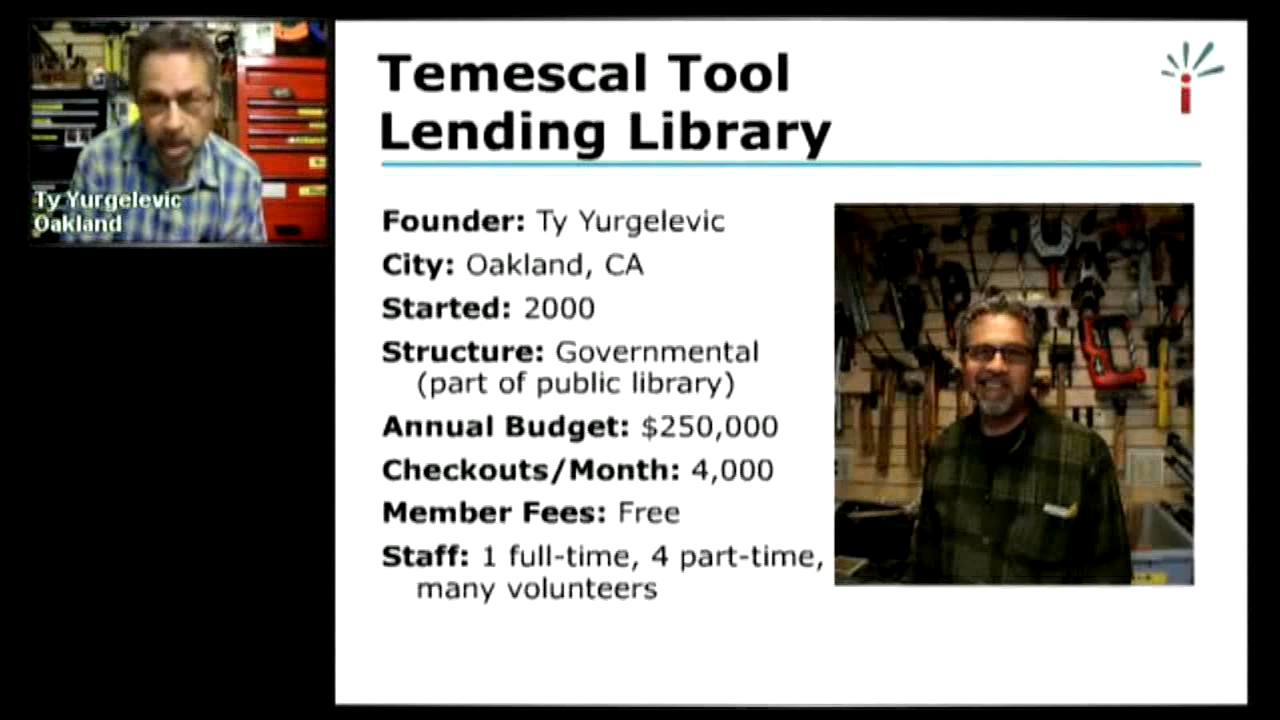 Temescal Tool
Lending Library
Ty Yurgelevic
Oakland
Founder: Ty Yurgelevic
City: Oakland, CA
Started: 2000
Structure: Governmental
(part of public library)
Annual Budget: $250,000
Checkouts/Month: 4,000
Member Fees: Free
Staff: 1 full-time, 4 part-time,
many volunteers